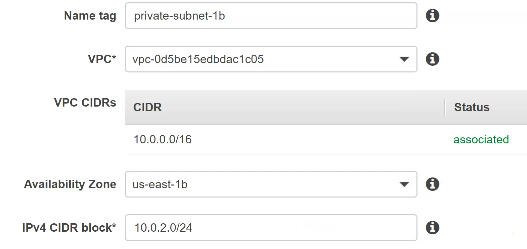 Name tag private-subnet-1b
VPC* vpc-0d5be15edbdac1c05
VPC CIDRs CIDR Status
10.0.0.0/16 associated
Availability Zone us-east-1b
IPv4 CIDR block* 10.0.2.0/24